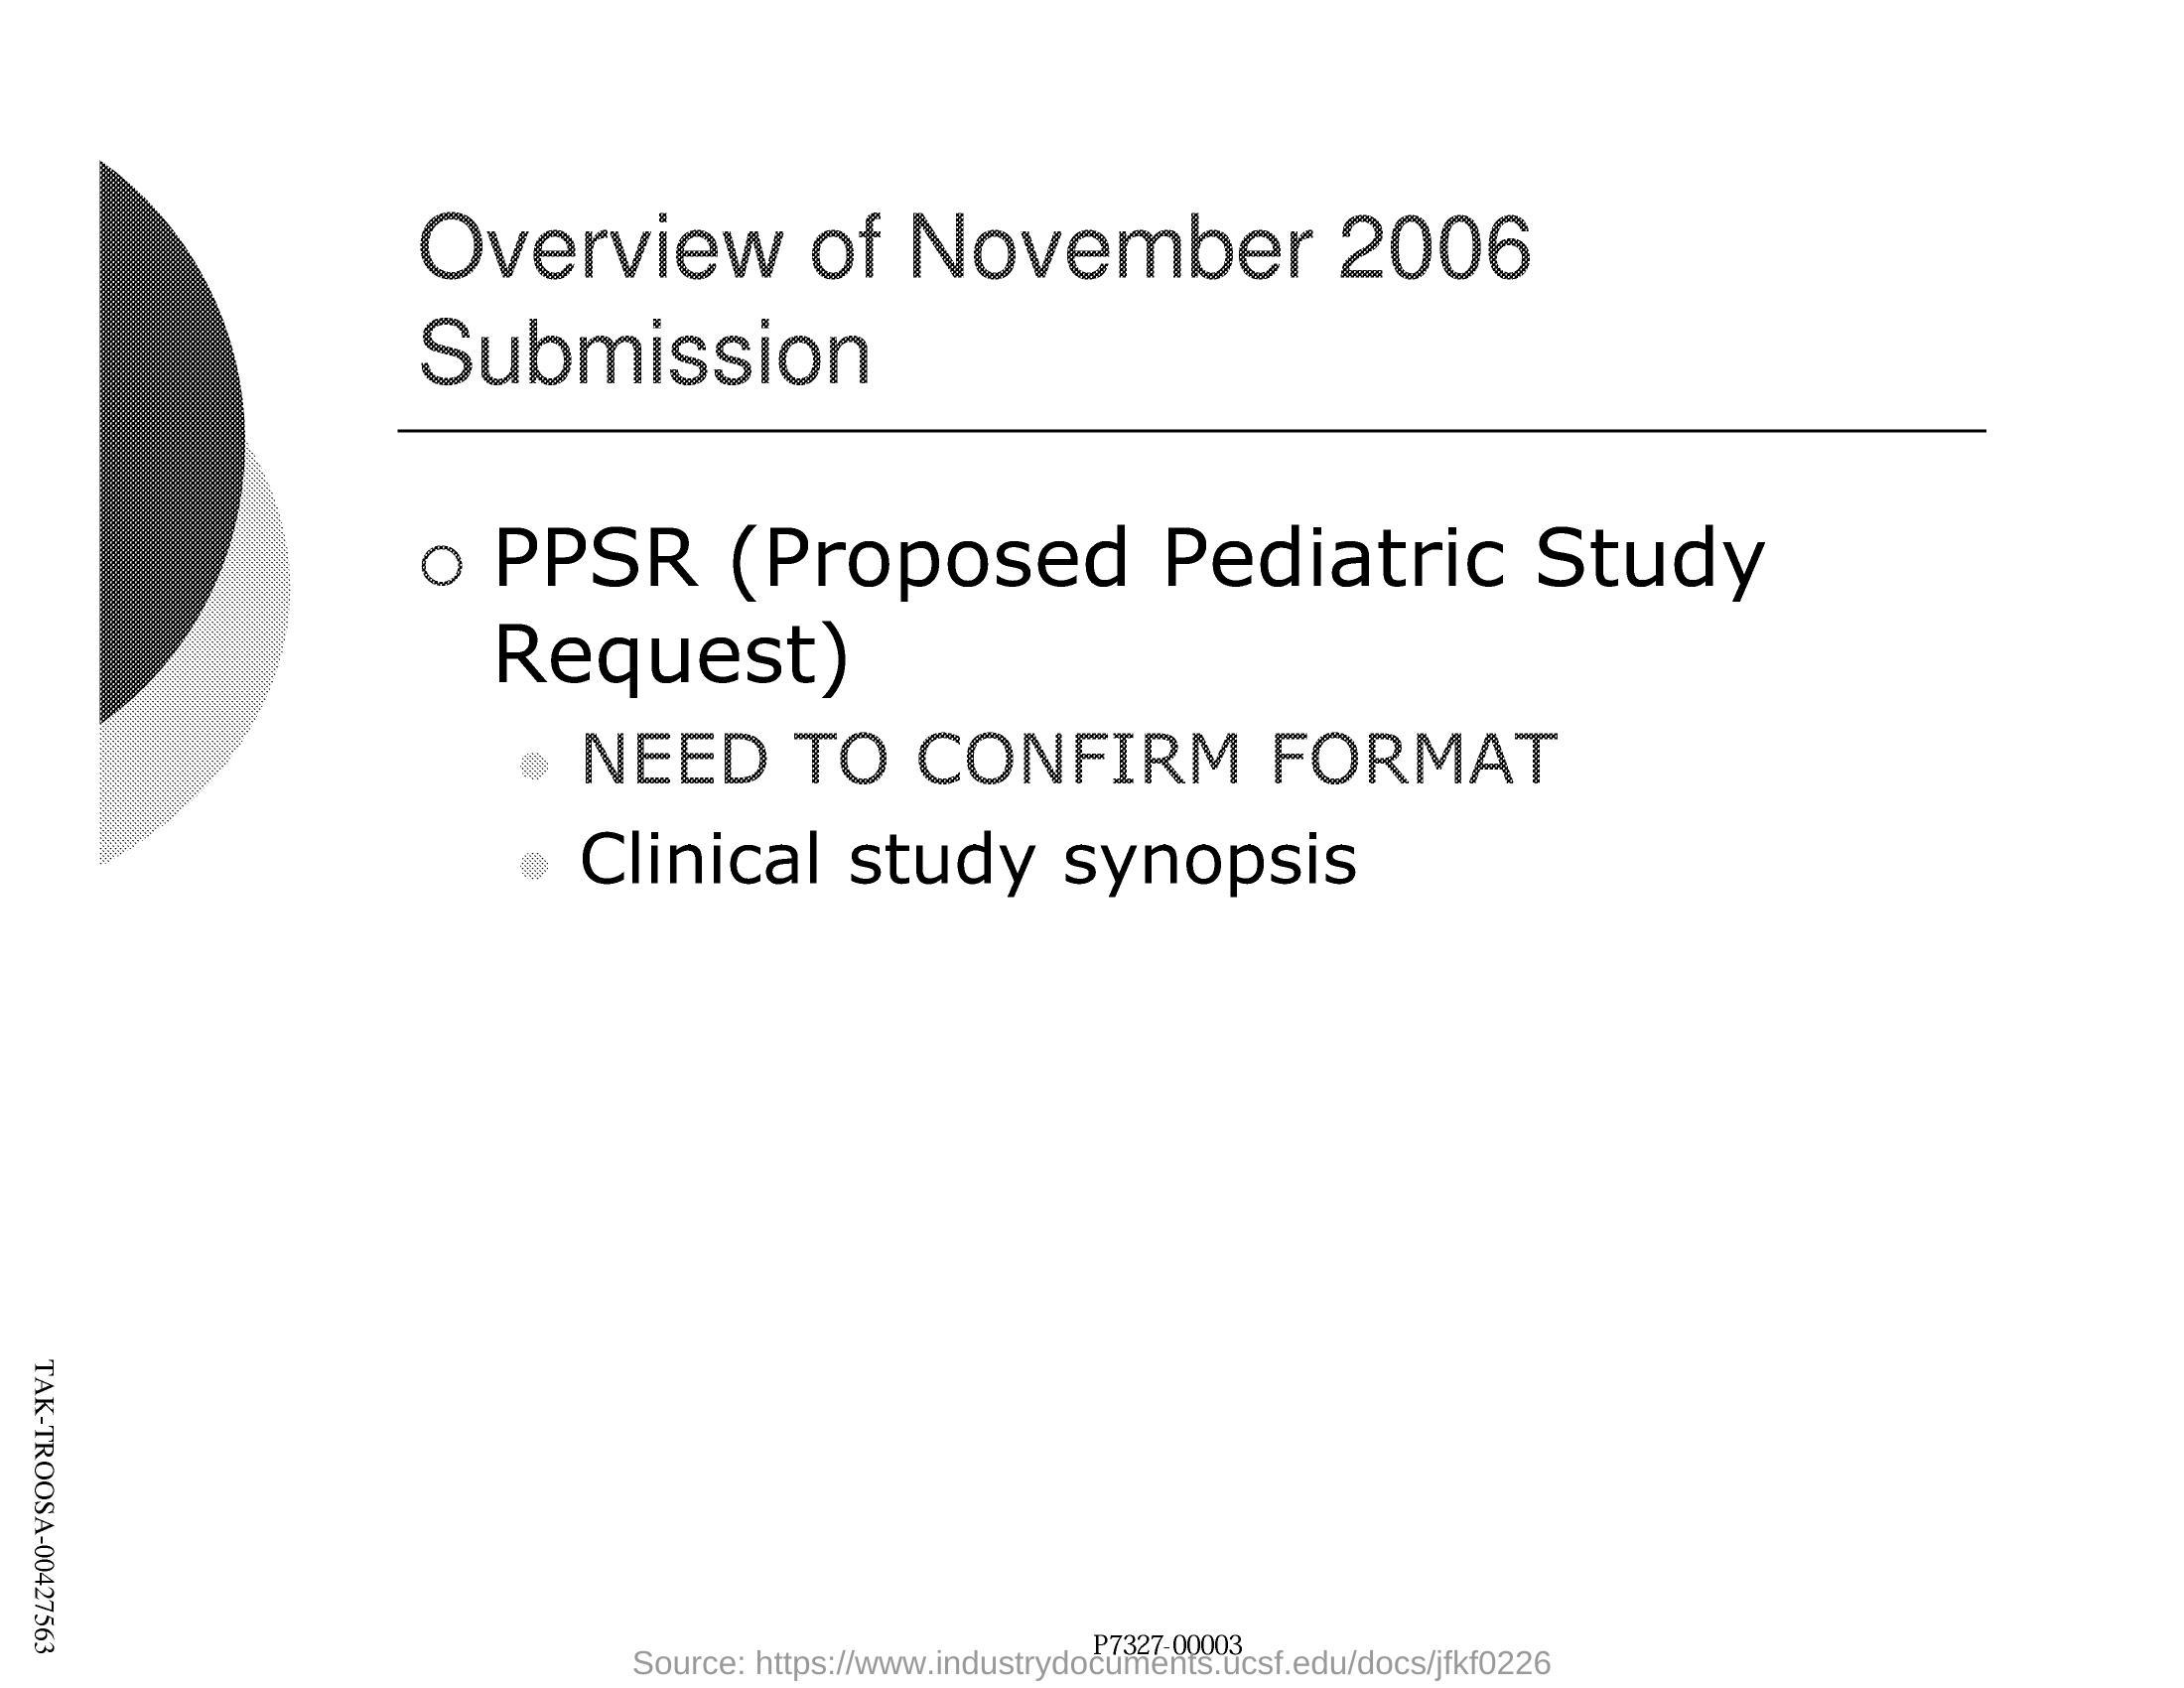 Overview of November 2006
Submission
PPSR (Proposed Pediatric Study
Request)
NEED TO CONFIRM FORMAT
Clinical study synopsis
TAK-TROOSA-00427563
P7327-00003
Source: https://www.industrydocuments.ucsf.edu/docs/jfkf0226